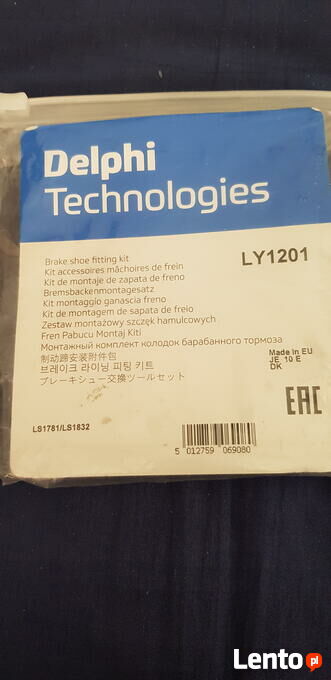 Delphi
Technologies
LY1201
Brake shoe fitting kit
Kit accessoires mâchoires de frein
Kit de montaje de zapata de freno
Bremsbackenmontagesatz
Kit montaggio ganascia freno
Kit de montagem de sapata de freio
Zestaw montażowy szczęk hamulcowych
Fren Pabucu Montaj Kiti
Монтажный комплект колодок барабанного тормоза
制动蹄安装附件包
브레이크 라이닝 피팅 키트
ブレーキシュー交換ツールセット
Made in EU
JE 10 E
DK
EAC
LS1781/LS1832
5 012759 069080
Lento.pl